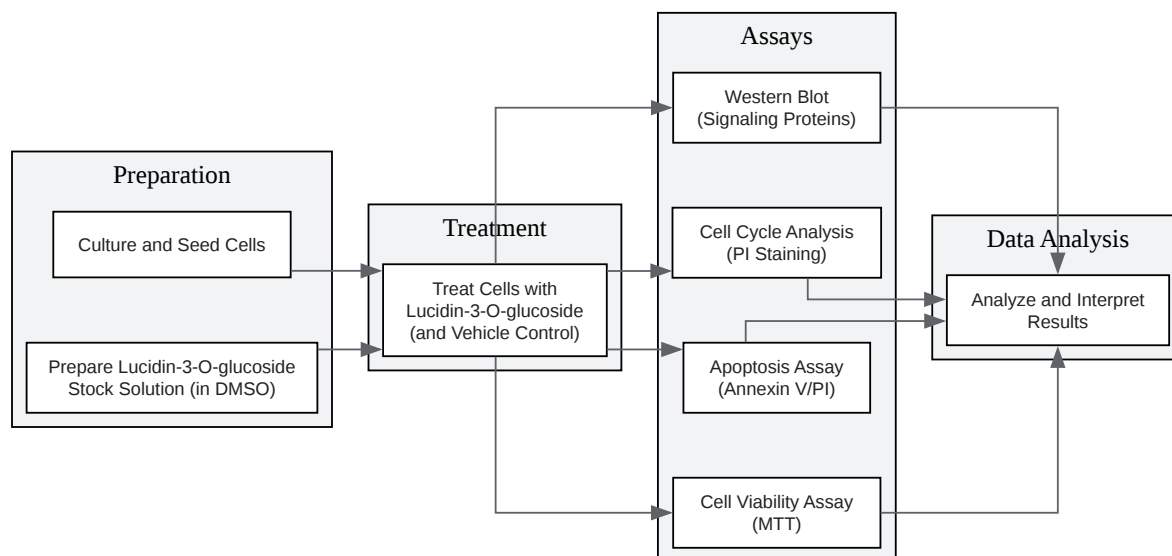 Preparation
Culture and Seed Cells
Prepare Lucidin-3-O-glucoside
Stock Solution (in DMSO)
Treatment
Treat Cells with
Lucidin-3-O-glucoside
(and Vehicle Control)
Assays
Western Blot
(Signaling Proteins)
Cell Cycle Analysis
(PI Staining)
Apoptosis Assay
(Annexin V/PI)
Cell Viability Assay
(MTT)
Data Analysis
Analyze and Interpret
Results